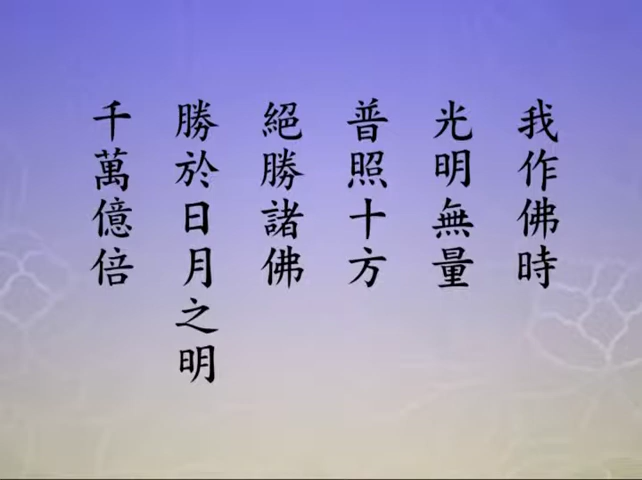 我作佛時
光明無量
普照十方
絕勝諸佛
勝於日月之明
千萬億倍